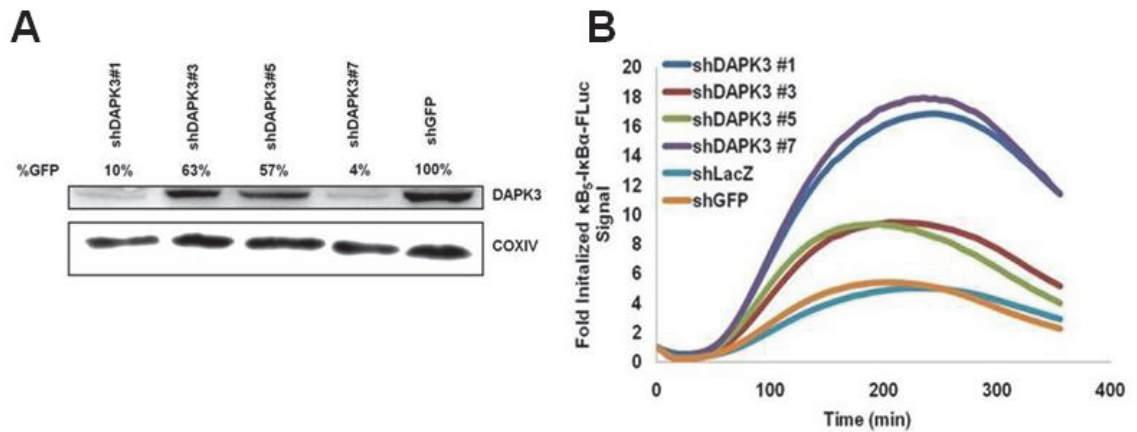 A
shDAPK3#1
shDAPK3#3
shDAPK3#5
shDAPK3#7
shGFP
%GFP 10% 63% 57% 4% 100%
DAPK3
COXIV
B
Fold Initalized κB₅-IκBα-FLuc
Signal
20
18
16
14
12
10
8
6
4
2
0
shDAPK3 #1
shDAPK3 #3
shDAPK3 #5
shDAPK3 #7
shLacZ
shGFP
0 100 200 300 400
Time (min)